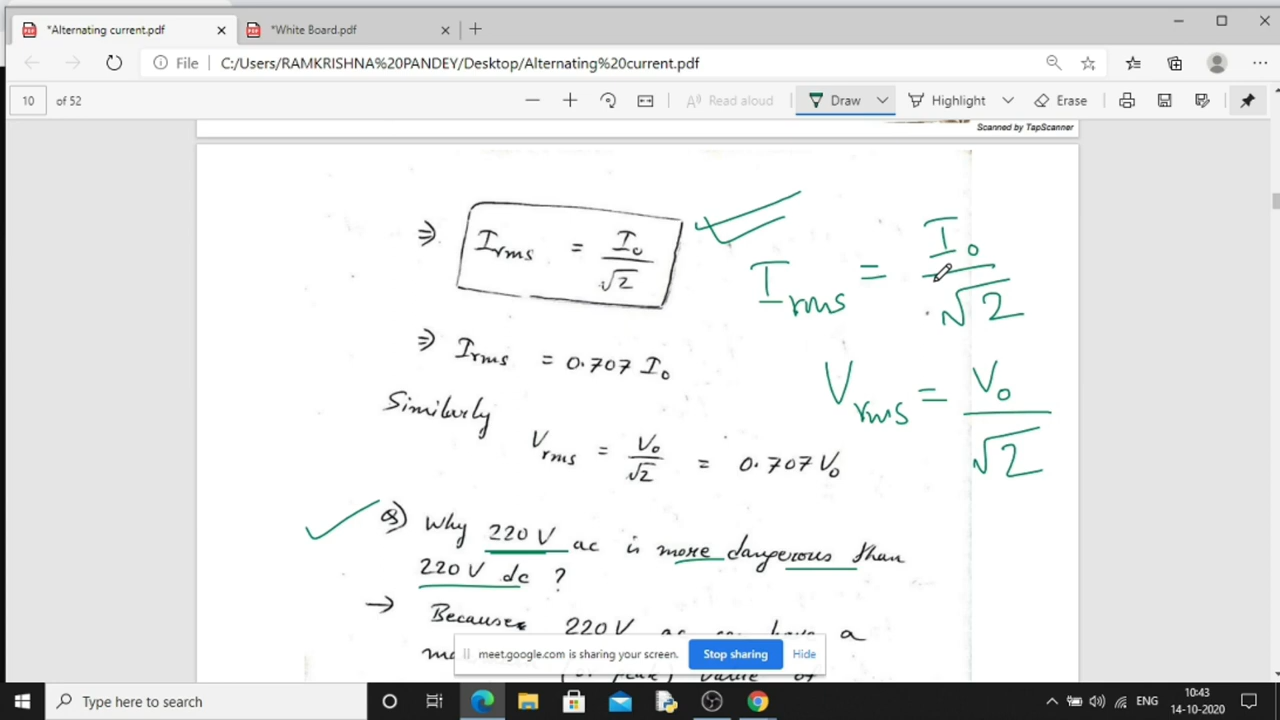 *Alternating current.pdf
*White Board.pdf
File C:/Users/RAMKRISHNA%20PANDEY/Desktop/Alternating%20current.pdf
10 of 52
Read aloud Draw Highlight Erase
Scanned by TapScanner
⇒ Irms = I₀/√2
Irms = I₀/√2
⇒ Irms = 0.707 I₀
Vrms = V₀/√2
Similarly
Vrms = V₀/√2 = 0.707 V₀
Q) Why 220 V ac is more dangerous than
220 V dc ?
→ Because 220 V ac can have a
meet.google.com is sharing your screen. Stop sharing Hide
value of
Type here to search
ENG
10:43
14-10-2020